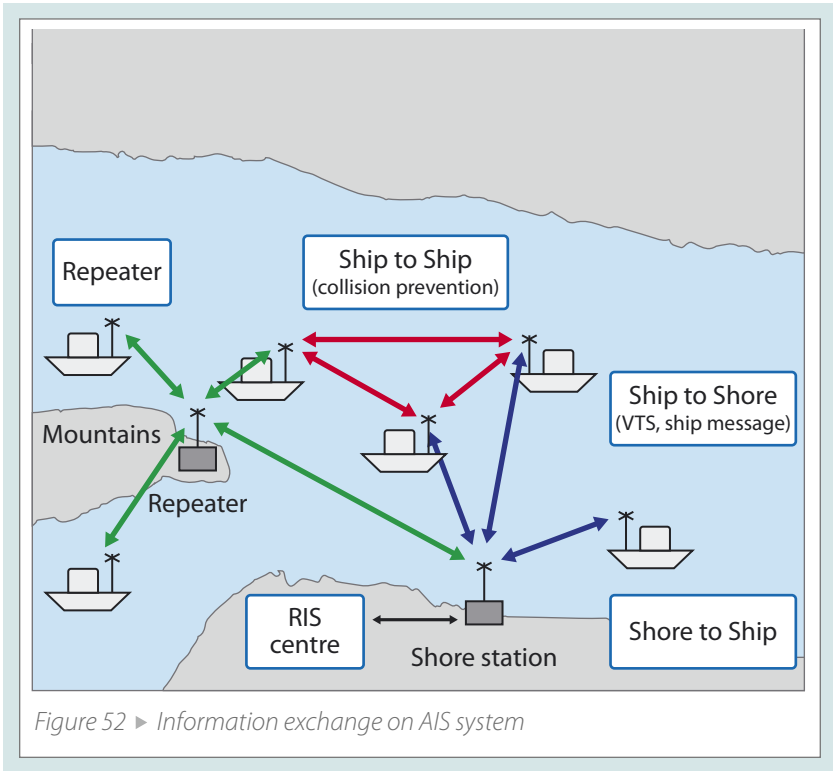 Repeater
Ship to Ship
(collision prevention)
Ship to Shore
(VTS, ship message)
Mountains
Repeater
RIS
centre
Shore station
Shore to Ship
Figure 52 ▸ Information exchange on AIS system